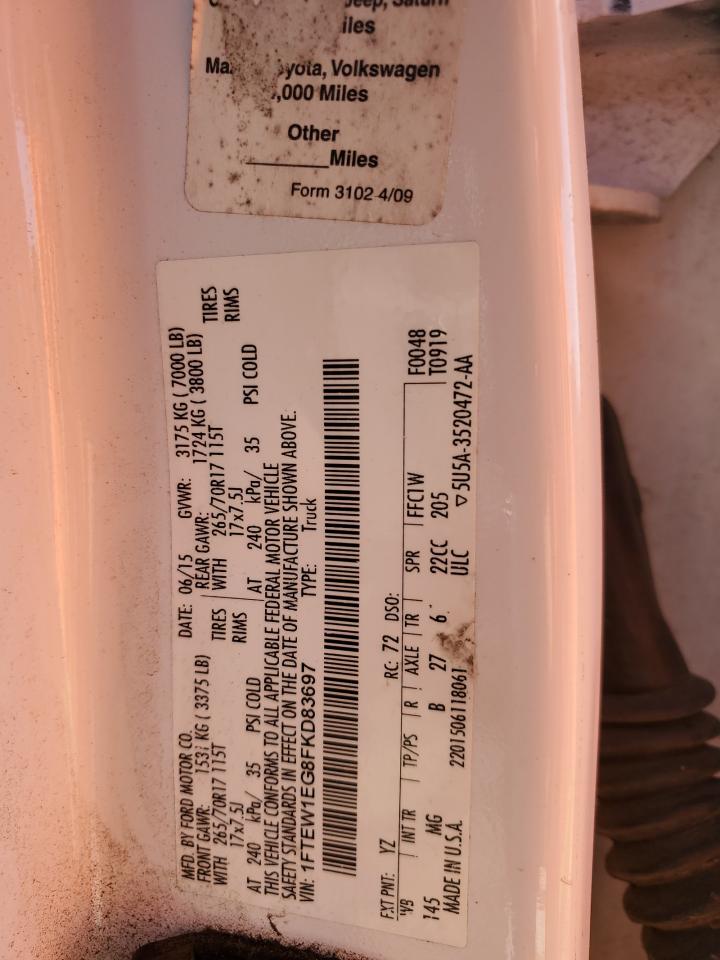 Jeep, Saturn
iles
Ma yota, Volkswagen
,000 Miles
Other
______Miles
Form 3102 4/09
MFD. BY FORD MOTOR CO. DATE: 06/15 GVWR: 3175 KG ( 7000 LB)
FRONT GAWR: 153 KG ( 3375 LB) REAR GAWR: 1724 KG ( 3800 LB)
WITH 265/70R17 115T TIRES WITH 265/70R17 115T TIRES
17x7.5J RIMS 17x7.5J RIMS
AT 240 kPa/ 35 PSI COLD AT 240 kPa/ 35 PSI COLD
THIS VEHICLE CONFORMS TO ALL APPLICABLE FEDERAL MOTOR VEHICLE
SAFETY STANDARDS IN EFFECT ON THE DATE OF MANUFACTURE SHOWN ABOVE.
VIN: 1FTEW1EG8FKD83697 TYPE: Truck
EXT PNT: YZ RC: 72 DSO:
WB INT TR TP/PS R AXLE TR SPR FFC1W F0048
145 MG B 27 6 22CC 205 T0919
MADE IN U.S.A. 2201506118061 ULC ▽5U5A-3520472-AA